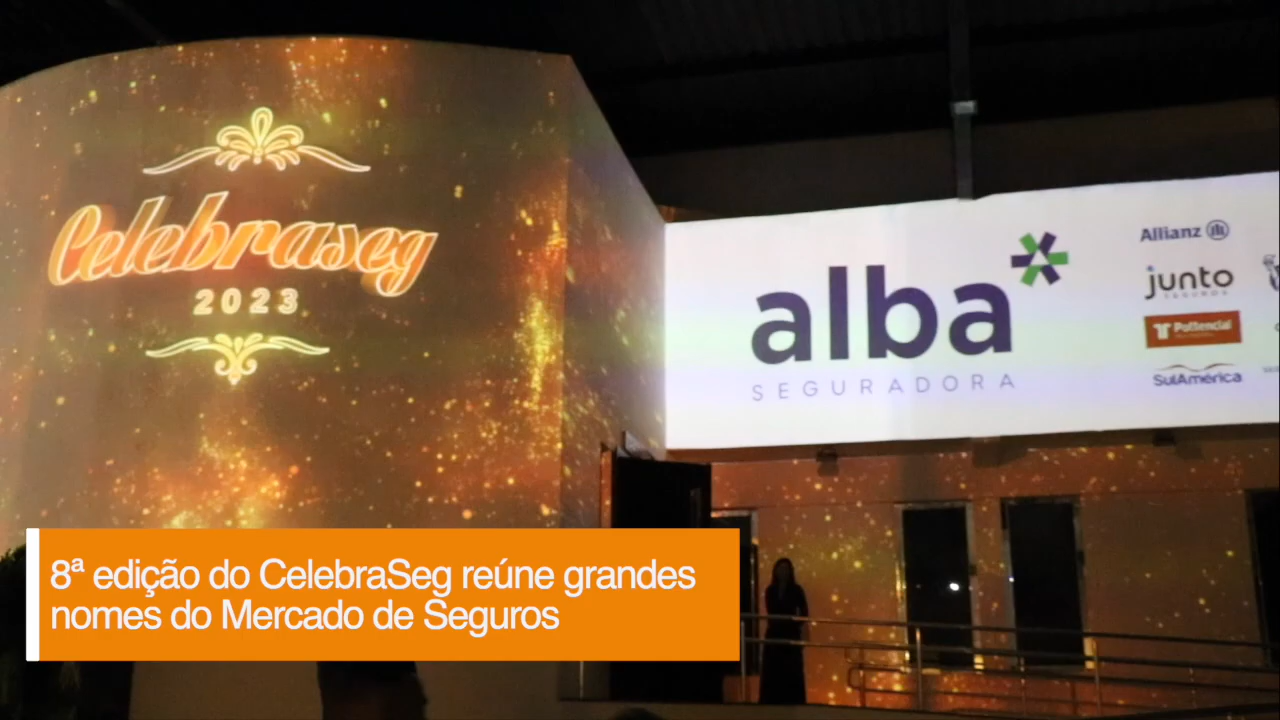 Celebraseg
2023
alba
SEGURADORA
Allianz
junto
SEGUROS
Pottencial
SulAmérica
8ª edição do CelebraSeg reúne grandes
nomes do Mercado de Seguros